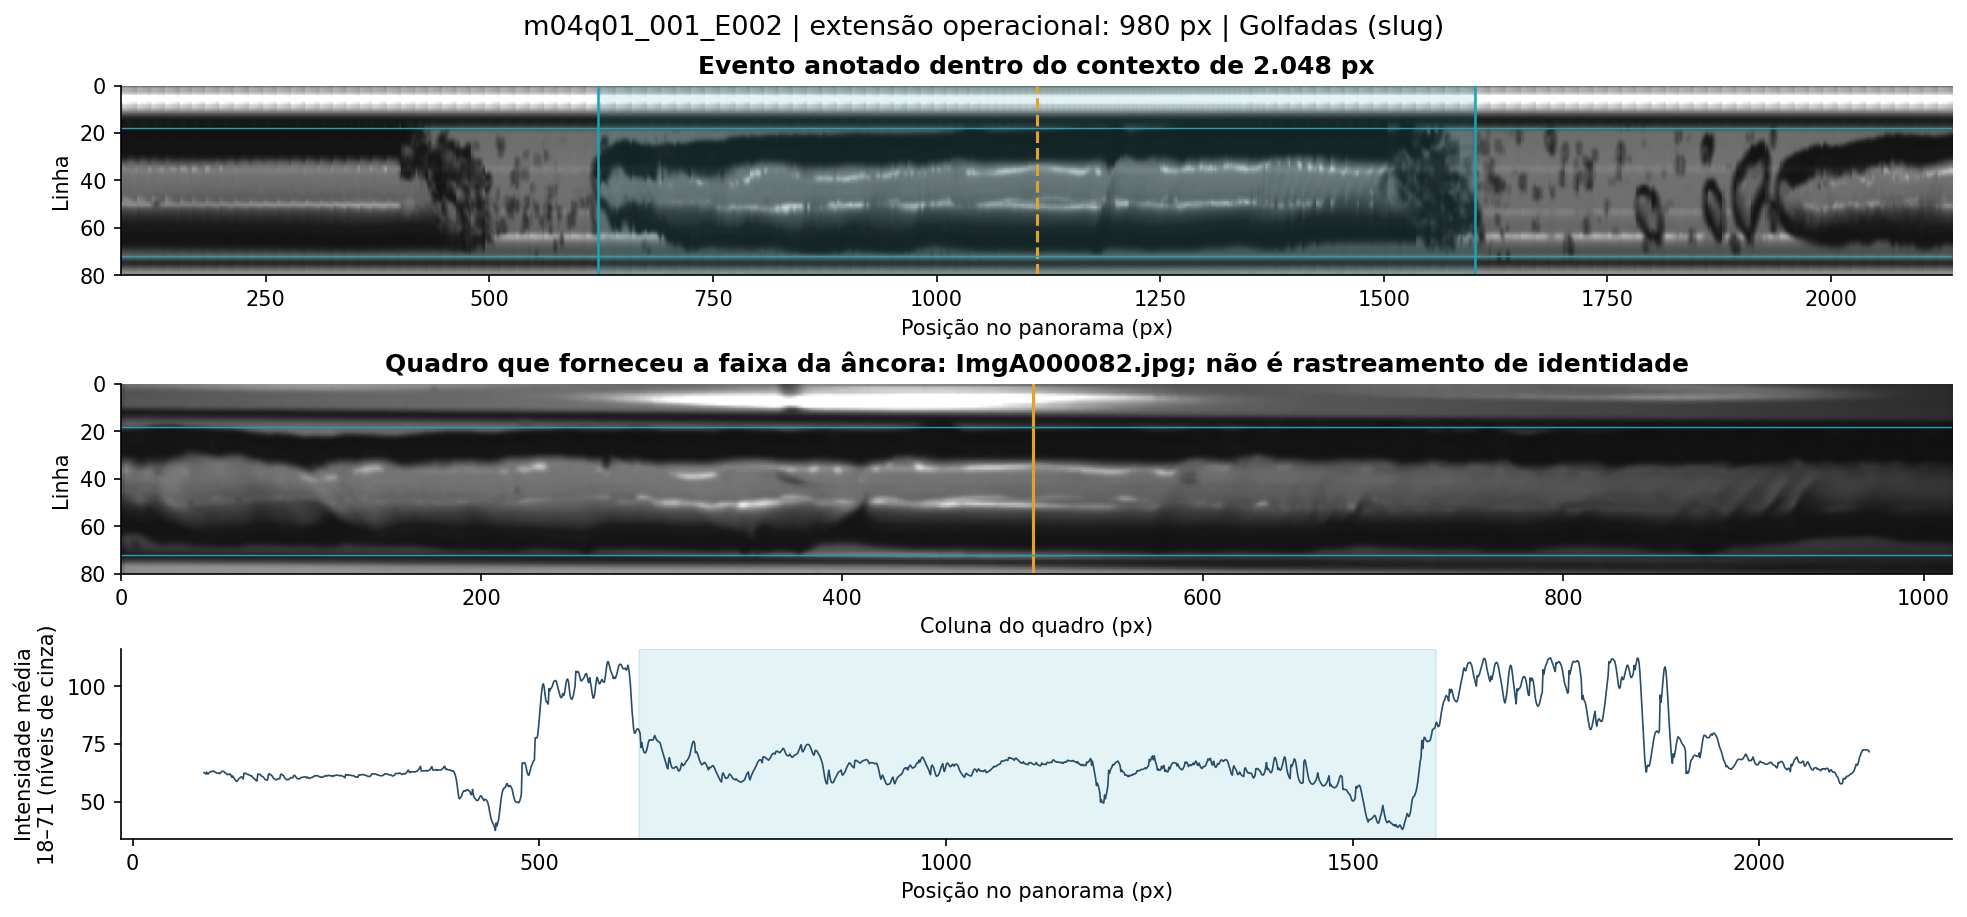 m04q01_001_E002 | extensão operacional: 980 px | Golfadas (slug)
Evento anotado dentro do contexto de 2.048 px
0
20
40
60
80
Linha
250 500 750 1000 1250 1500 1750 2000
Posição no panorama (px)
Quadro que forneceu a faixa da âncora: ImgA000082.jpg; não é rastreamento de identidade
0
20
40
60
80
Linha
0 200 400 600 800 1000
Coluna do quadro (px)
Intensidade média
18–71 (níveis de cinza)
100
75
50
0 500 1000 1500 2000
Posição no panorama (px)